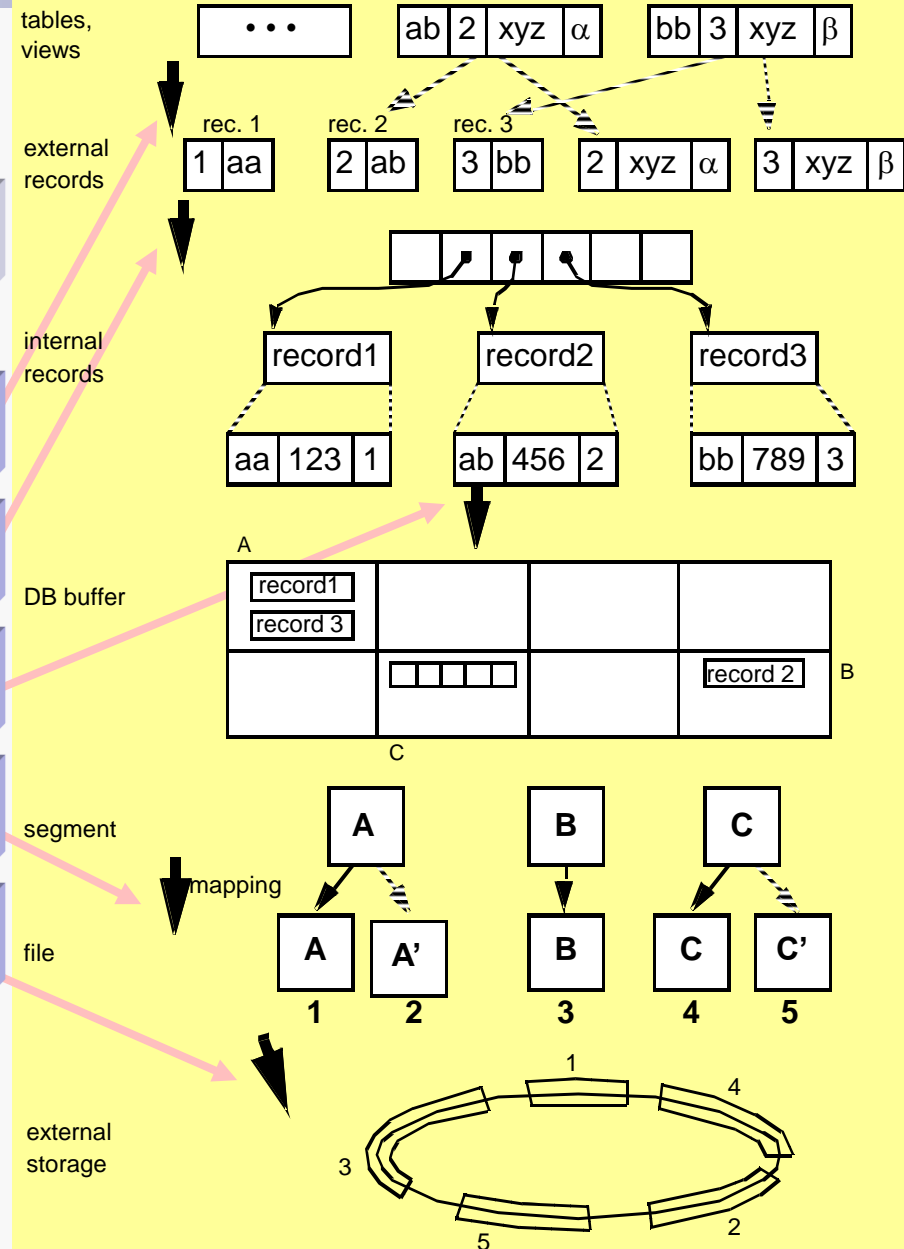 tables,
views
• • •
ab 2 xyz α
bb 3 xyz β
rec. 1
rec. 2
rec. 3
external
records
1 aa
2 ab
3 bb
2 xyz α
3 xyz β
internal
records
record1
record2
record3
aa 123 1
ab 456 2
bb 789 3
A
DB buffer
record1
record 3
record 2
B
C
segment
A
B
C
mapping
file
A
A’
B
C
C’
1
2
3
4
5
external
storage
1
4
3
2
5